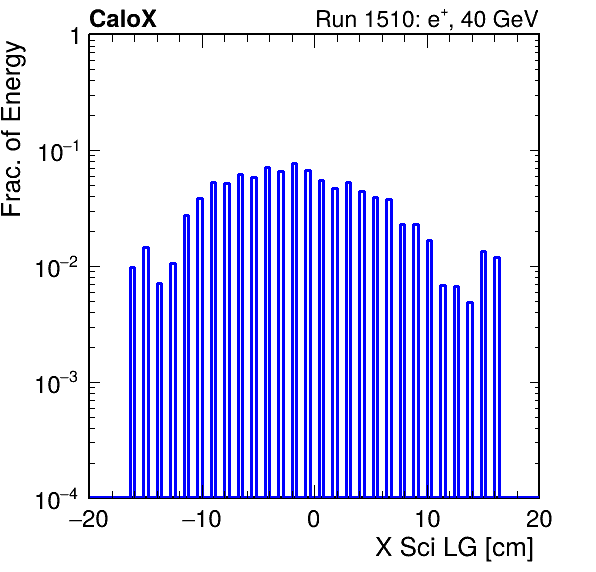 CaloX Run 1510: e⁺, 40 GeV
Frac. of Energy
1
10⁻¹
10⁻²
10⁻³
10⁻⁴
−20 −10 0 10 20
X Sci LG [cm]